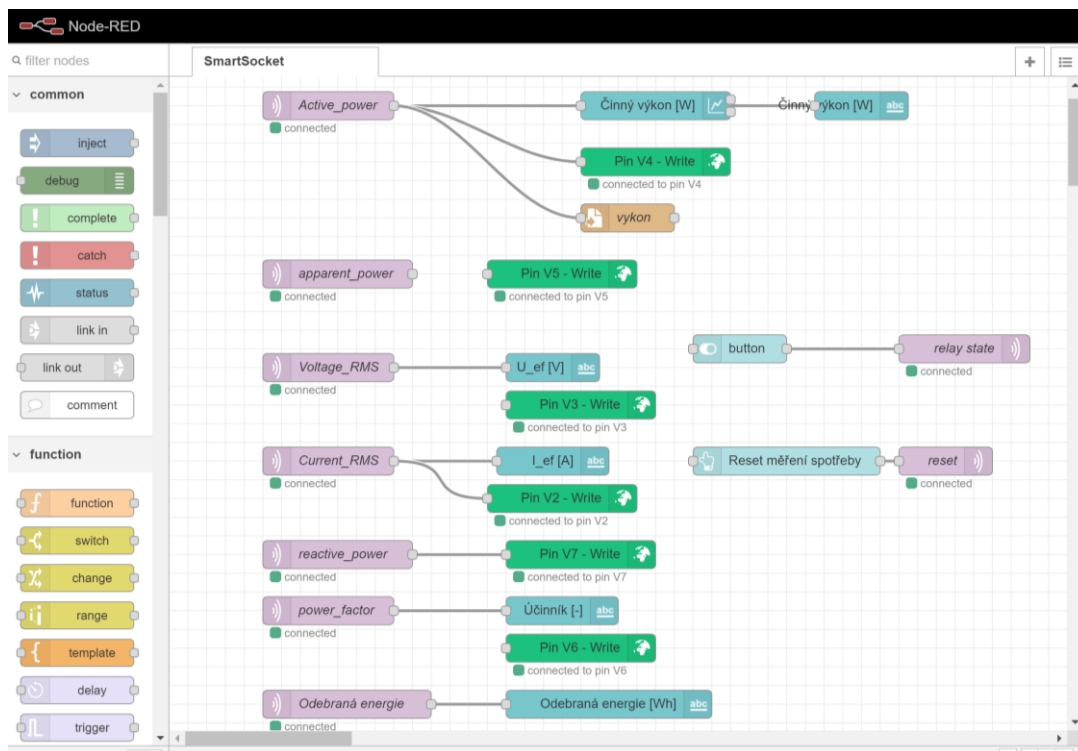 Node-RED
filter nodes
SmartSocket
common
inject
debug
complete
catch
status
link in
link out
comment
function
function
switch
change
range
template
delay
trigger
Active_power
connected
Činný výkon [W]
Činný výkon [W]
abc
Pin V4 - Write
connected to pin V4
vykon
apparent_power
connected
Pin V5 - Write
connected to pin V5
button
relay state
connected
Voltage_RMS
connected
U_ef [V]
abc
Pin V3 - Write
connected to pin V3
Current_RMS
connected
I_ef [A]
abc
Reset měření spotřeby
reset
connected
Pin V2 - Write
connected to pin V2
reactive_power
connected
Pin V7 - Write
connected to pin V7
power_factor
connected
Účinník [-]
abc
Pin V6 - Write
connected to pin V6
Odebraná energie
connected
Odebraná energie [Wh]
abc